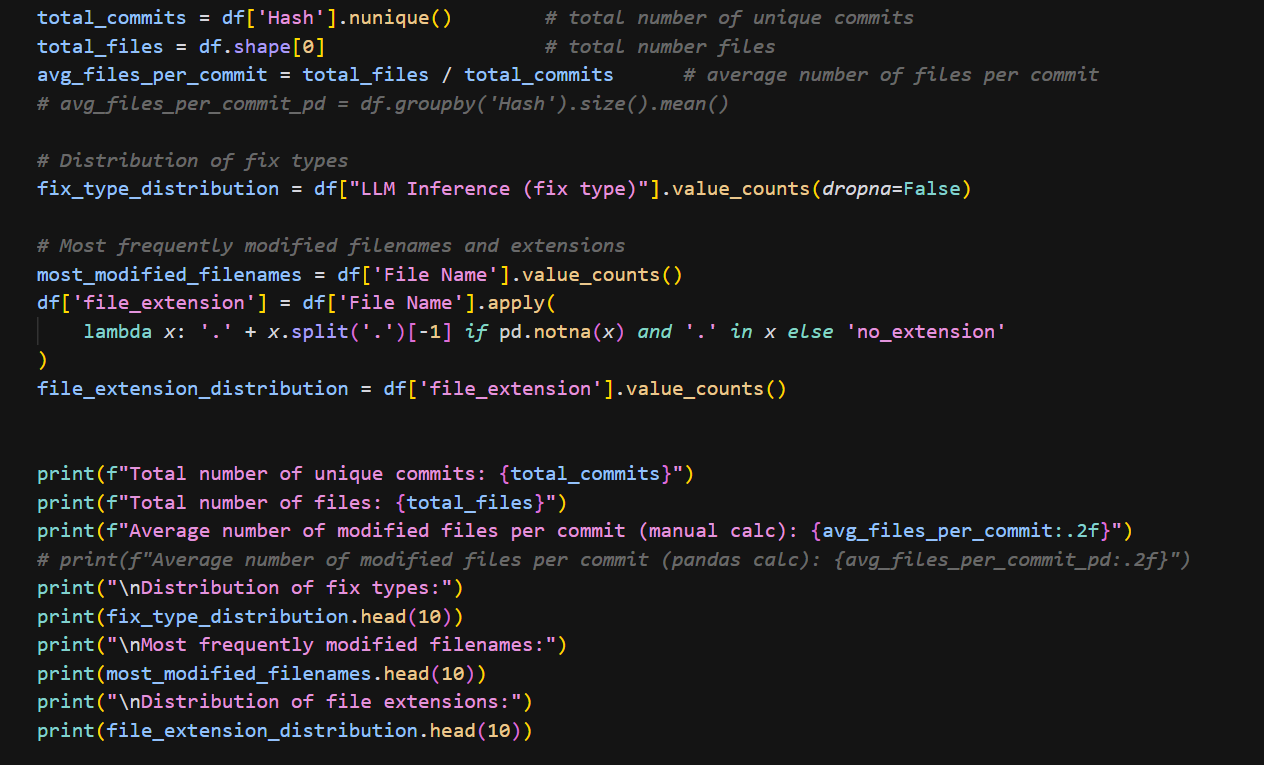 total_commits = df['Hash'].nunique()        # total number of unique commits
total_files = df.shape[0]                   # total number files
avg_files_per_commit = total_files / total_commits      # average number of files per commit
# avg_files_per_commit_pd = df.groupby('Hash').size().mean()

# Distribution of fix types
fix_type_distribution = df["LLM Inference (fix type)"].value_counts(dropna=False)

# Most frequently modified filenames and extensions
most_modified_filenames = df['File Name'].value_counts()
df['file_extension'] = df['File Name'].apply(
    lambda x: '.' + x.split('.')[-1] if pd.notna(x) and '.' in x else 'no_extension'
)
file_extension_distribution = df['file_extension'].value_counts()


print(f"Total number of unique commits: {total_commits}")
print(f"Total number of files: {total_files}")
print(f"Average number of modified files per commit (manual calc): {avg_files_per_commit:.2f}")
# print(f"Average number of modified files per commit (pandas calc): {avg_files_per_commit_pd:.2f}")
print("\nDistribution of fix types:")
print(fix_type_distribution.head(10))
print("\nMost frequently modified filenames:")
print(most_modified_filenames.head(10))
print("\nDistribution of file extensions:")
print(file_extension_distribution.head(10))